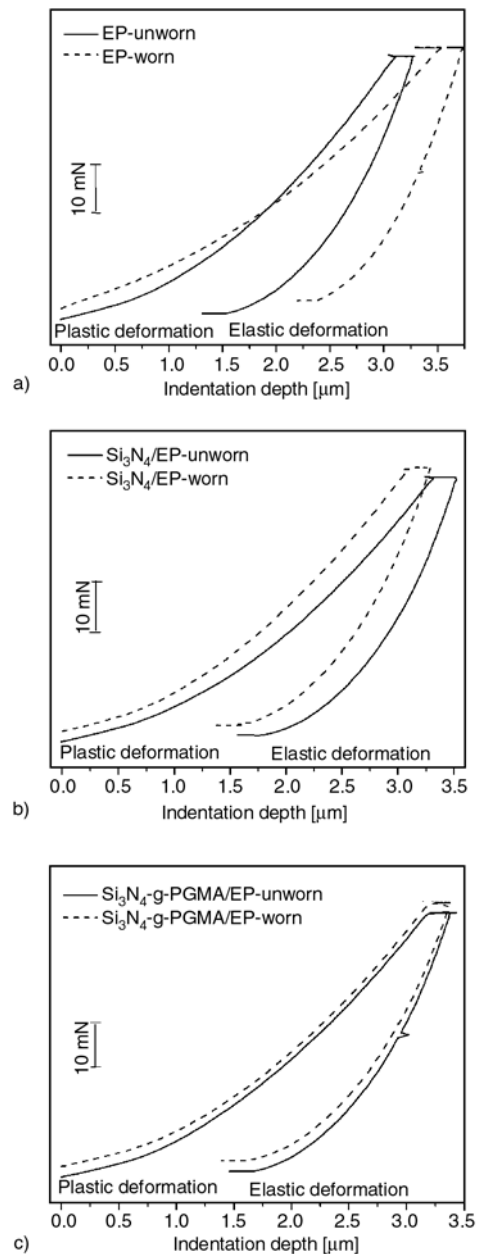 EP-unworn
EP-worn
10 mN
Plastic deformation Elastic deformation
0.0 0.5 1.0 1.5 2.0 2.5 3.0 3.5
a) Indentation depth [μm]
Si₃N₄/EP-unworn
Si₃N₄/EP-worn
10 mN
Plastic deformation Elastic deformation
0.0 0.5 1.0 1.5 2.0 2.5 3.0 3.5
b) Indentation depth [μm]
Si₃N₄-g-PGMA/EP-unworn
Si₃N₄-g-PGMA/EP-worn
10 mN
Plastic deformation Elastic deformation
0.0 0.5 1.0 1.5 2.0 2.5 3.0 3.5
c) Indentation depth [μm]